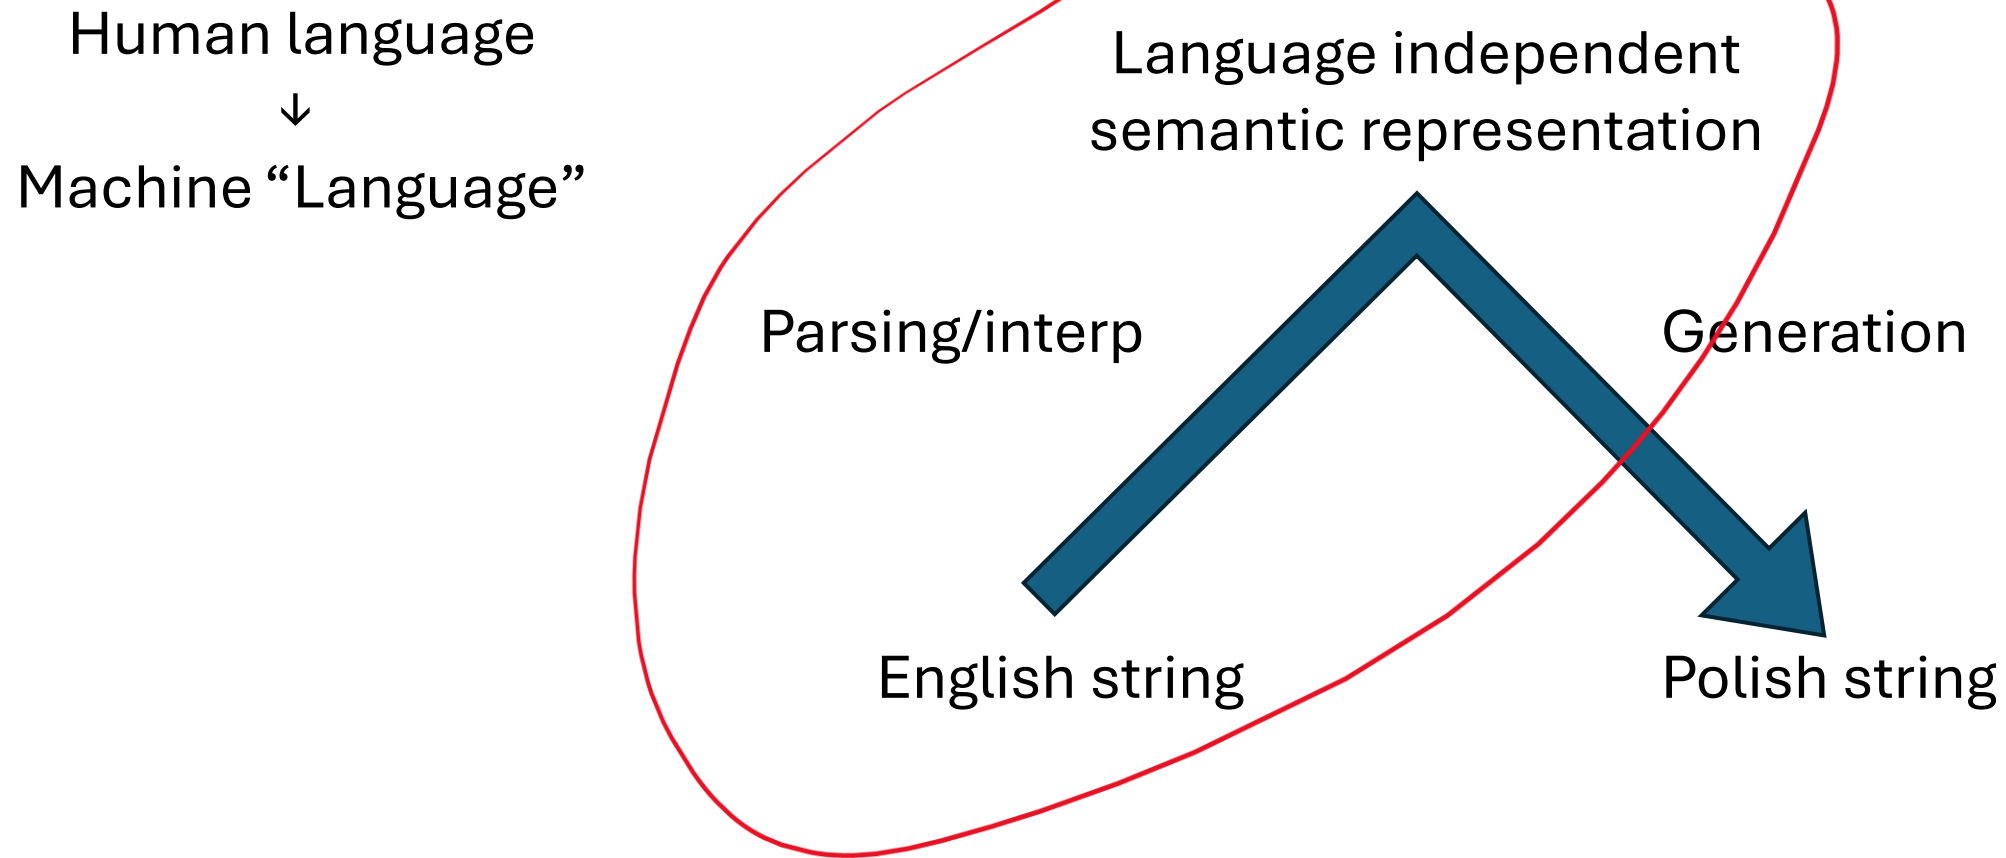 Human language
↓
Machine “Language”
Language independent
semantic representation
Parsing/interp
Generation
English string
Polish string